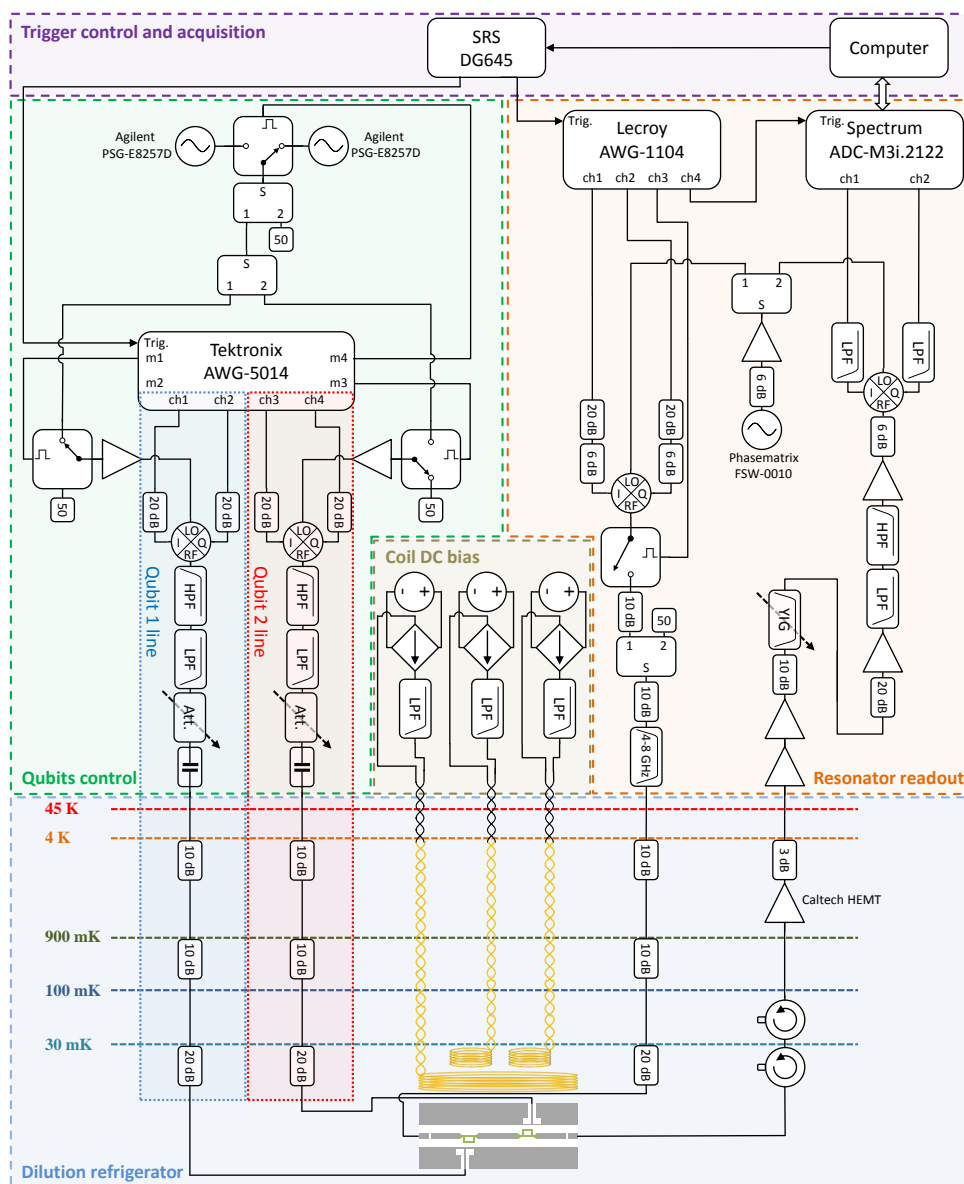 Trigger control and acquisition
SRS
DG645
Computer
Agilent
PSG-E8257D
Agilent
PSG-E8257D
S
1
2
50
S
1
2
Trig.
Lecroy
AWG-1104
ch1
ch2
ch3
ch4
Trig.
Spectrum
ADC-M3i.2122
ch1
ch2
Trig.
m1
m2
Tektronix
AWG-5014
m4
m3
ch1
ch2
ch3
ch4
1
2
S
6 dB
Phasematrix
FSW-0010
LPF
LPF
LO
I
Q
RF
6 dB
HPF
LPF
20 dB
YIG
10 dB
20 dB
6 dB
20 dB
6 dB
LO
I
Q
RF
10 dB
50
1
2
S
10 dB
4-8 GHz
50
50
20 dB
20 dB
LO
I
Q
RF
HPF
LPF
Att.
Qubit 1 line
20 dB
20 dB
LO
I
Q
RF
HPF
LPF
Att.
Qubit 2 line
Coil DC bias
-
+
-
+
-
+
LPF
LPF
LPF
Qubits control
Resonator readout
45 K
4 K
10 dB
10 dB
10 dB
3 dB
Caltech HEMT
900 mK
10 dB
10 dB
10 dB
100 mK
30 mK
20 dB
20 dB
20 dB
Dilution refrigerator